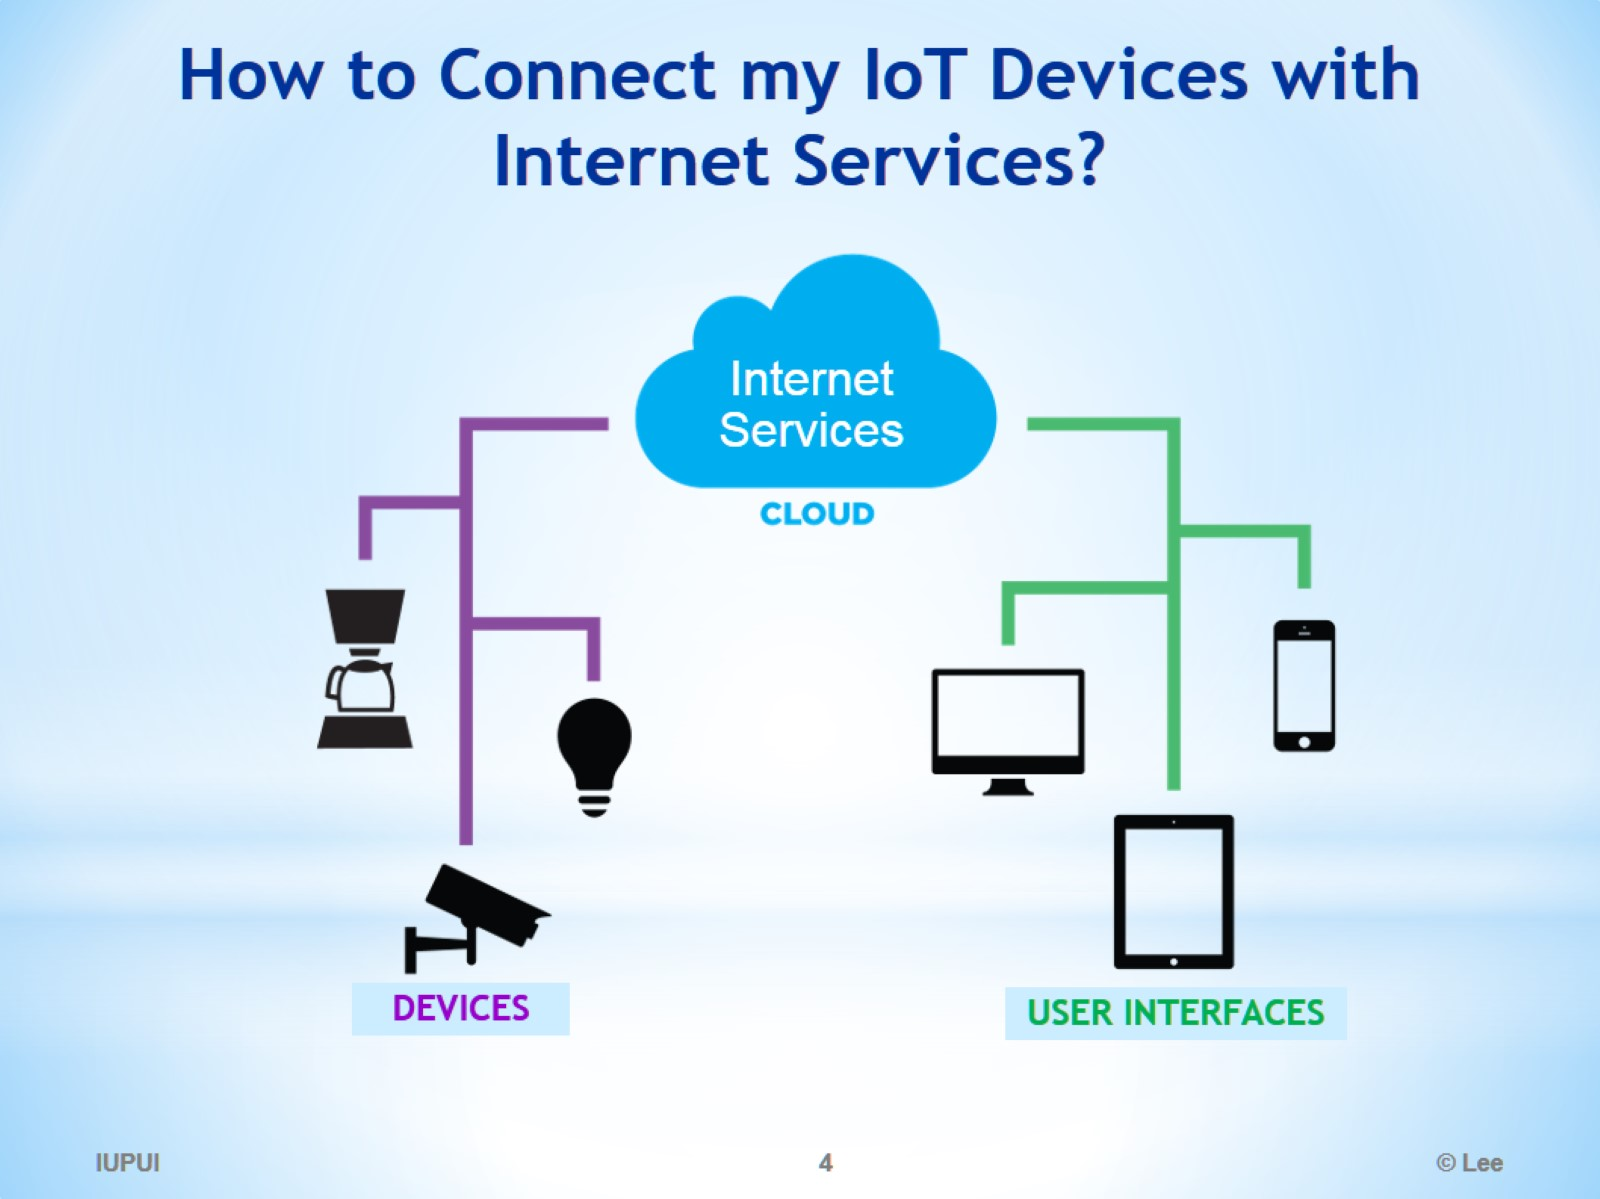 How to Connect my IoT Devices with
Internet Services?
Internet
Services
CLOUD
DEVICES
USER INTERFACES
IUPUI
4
© Lee